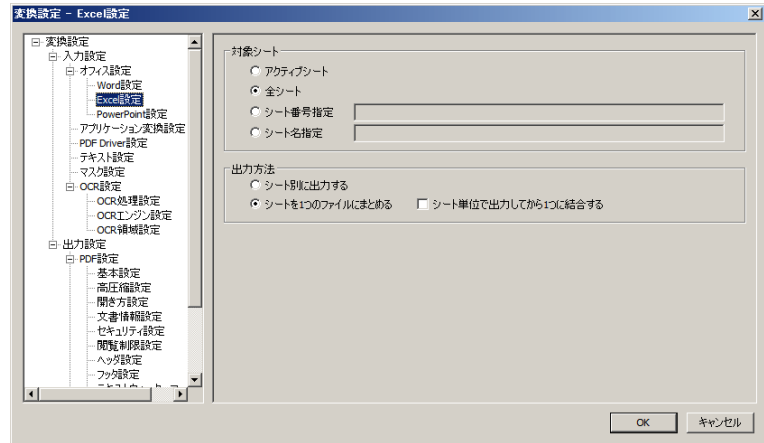 変換設定 - Excel設定
変換設定
入力設定
オフィス設定
Word設定
Excel設定
PowerPoint設定
アプリケーション変換設定
PDF Driver設定
テキスト設定
マスク設定
OCR設定
OCR処理設定
OCRエンジン設定
OCR領域設定
出力設定
PDF設定
基本設定
高圧縮設定
開き方設定
文書情報設定
セキュリティ設定
閲覧制限設定
ヘッダ設定
フッタ設定
対象シート
アクティブシート
全シート
シート番号指定
シート名指定
出力方法
シート別に出力する
シートを1つのファイルにまとめる シート単位で出力してから1つに結合する
OK キャンセル